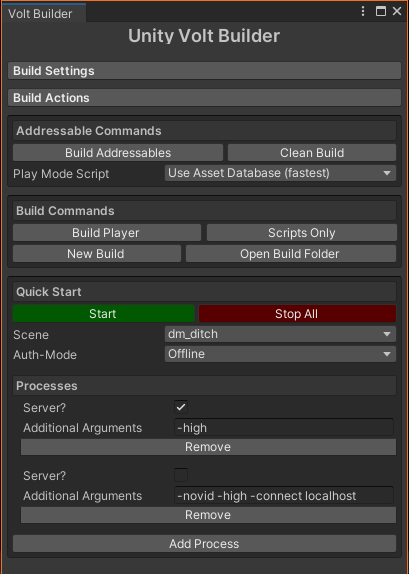 Volt Builder
Unity Volt Builder
Build Settings
Build Actions
Addressable Commands
Build Addressables
Clean Build
Play Mode Script
Use Asset Database (fastest)
Build Commands
Build Player
Scripts Only
New Build
Open Build Folder
Quick Start
Start
Stop All
Scene
dm_ditch
Auth-Mode
Offline
Processes
Server?
Additional Arguments
-high
Remove
Server?
Additional Arguments
-novid -high -connect localhost
Remove
Add Process